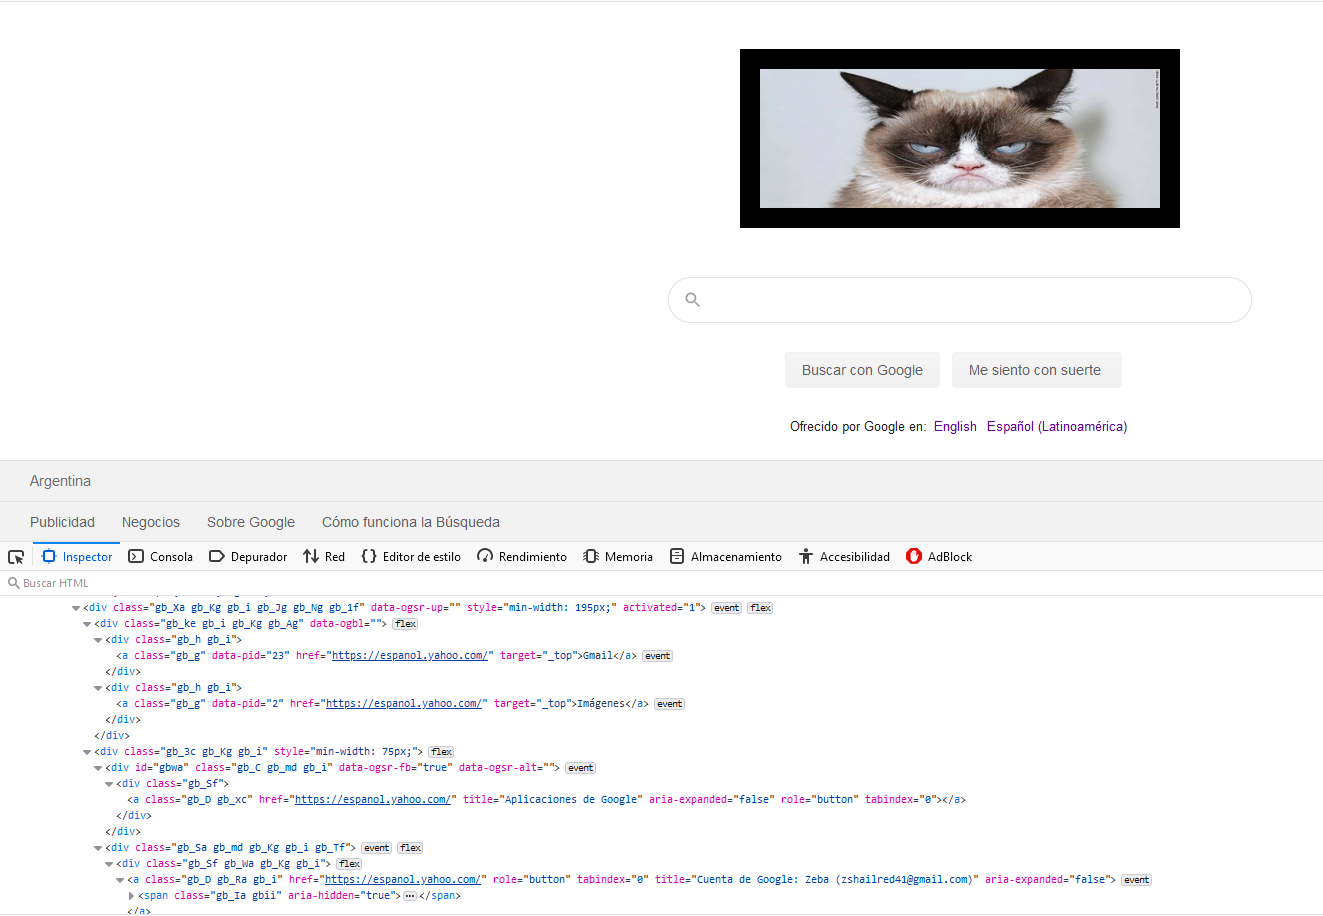 Buscar con Google Me siento con suerte
Ofrecido por Google en: English Español (Latinoamérica)
Argentina
Publicidad Negocios Sobre Google Cómo funciona la Búsqueda
Inspector Consola Depurador Red Editor de estilo Rendimiento Memoria Almacenamiento Accesibilidad AdBlock
Buscar HTML
<div class="gb_Xa gb_Kg gb_i gb_Jg gb_Ng gb_1f" data-ogsr-up="" style="min-width: 195px;" activated="1"> event flex
<div class="gb_ke gb_i gb_Kg gb_Ag" data-ogbl=""> flex
<div class="gb_h gb_i">
<a class="gb_g" data-pid="23" href="https://espanol.yahoo.com/" target="_top">Gmail</a> event
</div>
<div class="gb_h gb_i">
<a class="gb_g" data-pid="2" href="https://espanol.yahoo.com/" target="_top">Imágenes</a> event
</div>
</div>
<div class="gb_3c gb_Kg gb_i" style="min-width: 75px;"> flex
<div id="gbwa" class="gb_C gb_md gb_i" data-ogsr-fb="true" data-ogsr-alt=""> event
<div class="gb_Sf">
<a class="gb_D gb_xc" href="https://espanol.yahoo.com/" title="Aplicaciones de Google" aria-expanded="false" role="button" tabindex="0"></a>
</div>
</div>
<div class="gb_Sa gb_md gb_Kg gb_i gb_Tf"> event flex
<div class="gb_Sf gb_Wa gb_Kg gb_i"> flex
<a class="gb_D gb_Ra gb_i" href="https://espanol.yahoo.com/" role="button" tabindex="0" title="Cuenta de Google: Zeba (zshailred41@gmail.com)" aria-expanded="false"> event
<span class="gb_Ia gbii" aria-hidden="true"> ⋯ </span>
</a>